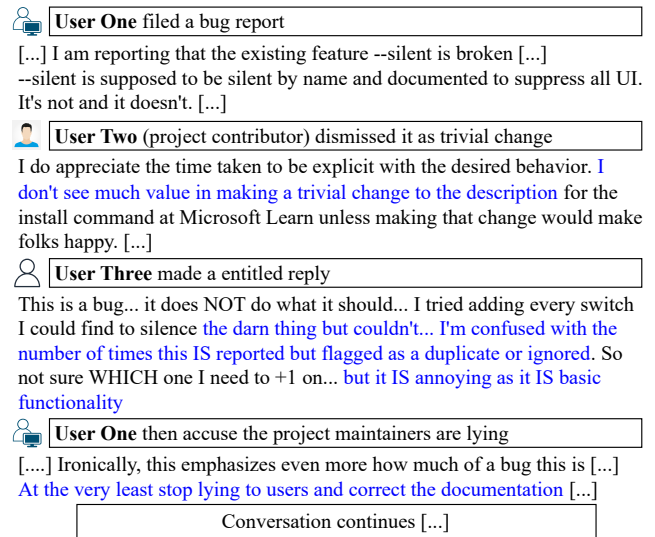 User One filed a bug report
[...] I am reporting that the existing feature --silent is broken [...]
--silent is supposed to be silent by name and documented to suppress all UI.
It's not and it doesn't. [...]
User Two (project contributor) dismissed it as trivial change
I do appreciate the time taken to be explicit with the desired behavior. I
don't see much value in making a trivial change to the description for the
install command at Microsoft Learn unless making that change would make
folks happy. [...]
User Three made a entitled reply
This is a bug... it does NOT do what it should... I tried adding every switch
I could find to silence the darn thing but couldn't... I'm confused with the
number of times this IS reported but flagged as a duplicate or ignored. So
not sure WHICH one I need to +1 on... but it IS annoying as it IS basic
functionality
User One then accuse the project maintainers are lying
[....] Ironically, this emphasizes even more how much of a bug this is [...]
At the very least stop lying to users and correct the documentation [...]
Conversation continues [...]